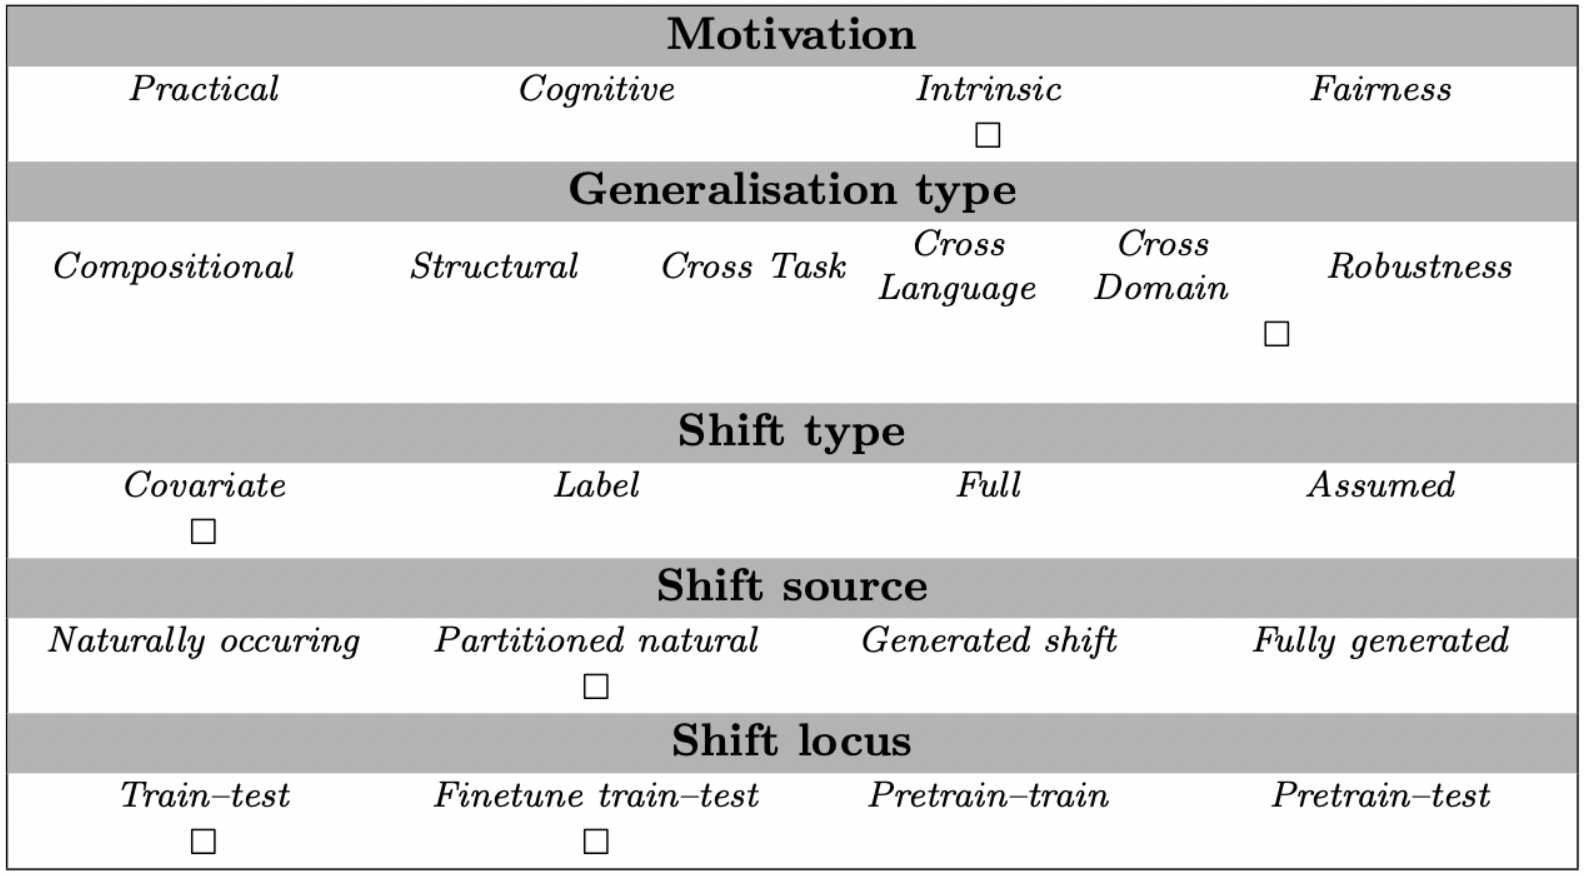 Motivation
Practical Cognitive Intrinsic Fairness
□
Generalisation type
Compositional Structural Cross Task Cross Language Cross Domain Robustness
□
Shift type
Covariate Label Full Assumed
□
Shift source
Naturally occuring Partitioned natural Generated shift Fully generated
□
Shift locus
Train–test Finetune train–test Pretrain–train Pretrain–test
□ □